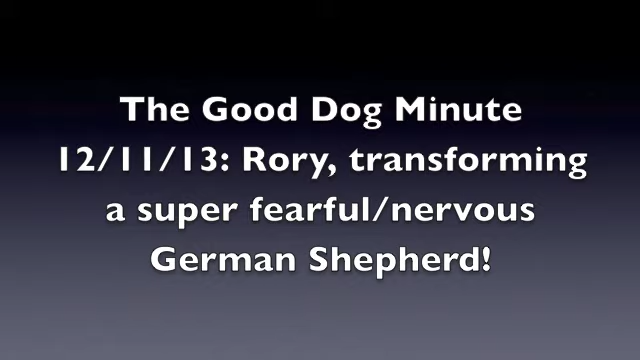 The Good Dog Minute
12/11/13: Rory, transforming
a super fearful/nervous
German Shepherd!